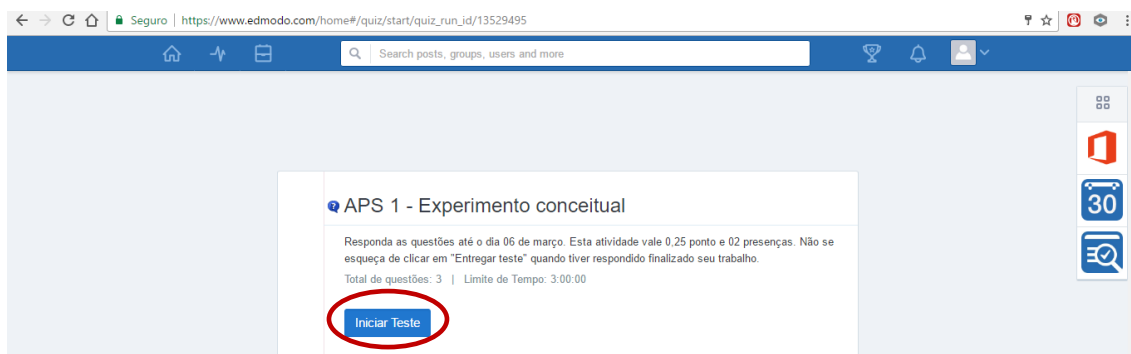 Seguro | https://www.edmodo.com/home#/quiz/start/quiz_run_id/13529495
Search posts, groups, users and more
30
APS 1 - Experimento conceitual
Responda as questões até o dia 06 de março. Esta atividade vale 0,25 ponto e 02 presenças. Não se
esqueça de clicar em "Entregar teste" quando tiver respondido finalizado seu trabalho.
Total de questões: 3 | Limite de Tempo: 3:00:00
Iniciar Teste